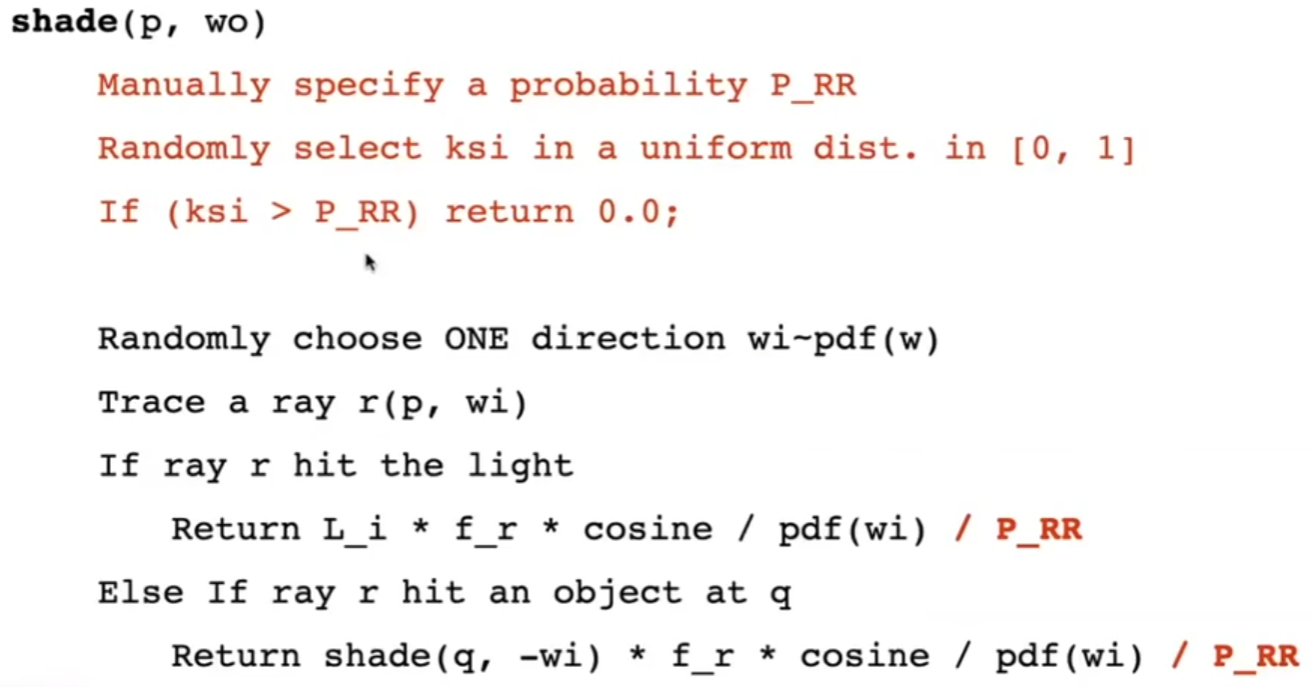 shade(p, wo)
Manually specify a probability P_RR
Randomly select ksi in a uniform dist. in [0, 1]
If (ksi > P_RR) return 0.0;
Randomly choose ONE direction wi~pdf(w)
Trace a ray r(p, wi)
If ray r hit the light
Return L_i * f_r * cosine / pdf(wi) / P_RR
Else If ray r hit an object at q
Return shade(q, -wi) * f_r * cosine / pdf(wi) / P_RR